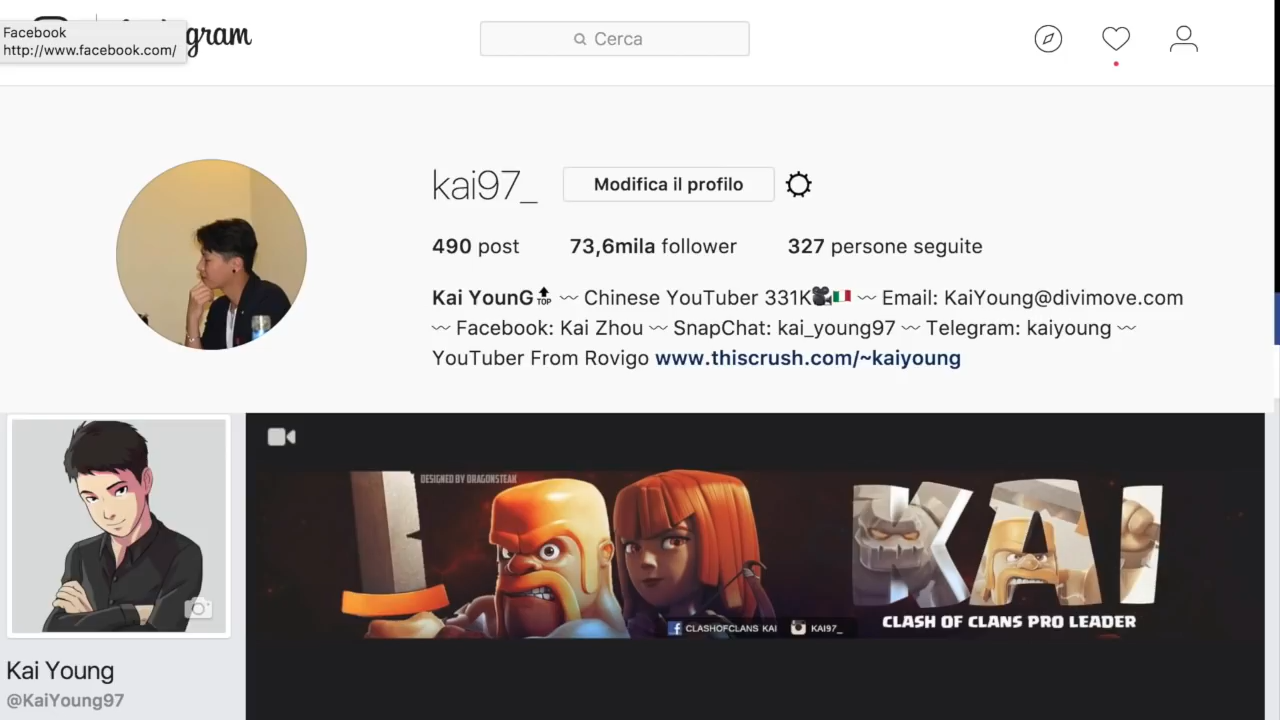 Facebook
http://www.facebook.com/
gram
Cerca
kai97_
Modifica il profilo
490 post 73,6mila follower 327 persone seguite
Kai YounG🔝 〰 Chinese YouTuber 331K🎥🇮🇹 〰 Email: KaiYoung@divimove.com
〰 Facebook: Kai Zhou 〰 SnapChat: kai_young97 〰 Telegram: kaiyoung 〰
YouTuber From Rovigo www.thiscrush.com/~kaiyoung
DESIGNED BY DRAGONSTEAK
KAI
CLASH OF CLANS PRO LEADER
CLASHOFCLANS KAI KAI97_
Kai Young
@KaiYoung97